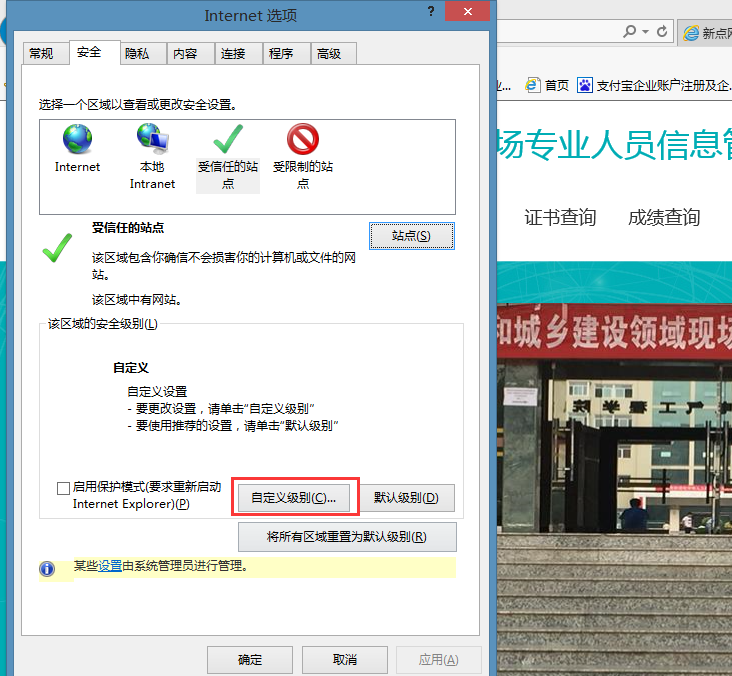 Internet 选项
?
常规
安全
隐私
内容
连接
程序
高级
选择一个区域以查看或更改安全设置。
Internet
本地
Intranet
受信任的站
点
受限制的站
点
受信任的站点
站点(S)
该区域包含你确信不会损害你的计算机或文件的网
站。
该区域中有网站。
该区域的安全级别(L)
自定义
自定义设置
- 要更改设置，请单击“自定义级别”
- 要使用推荐的设置，请单击“默认级别”
启用保护模式(要求重新启动
Internet Explorer)(P)
自定义级别(C)...
默认级别(D)
将所有区域重置为默认级别(R)
某些设置由系统管理员进行管理。
确定
取消
应用(A)
新点
业...
首页
支付宝企业账户注册及企.
场专业人员信息
证书查询
成绩查询
和城乡建设领域现场